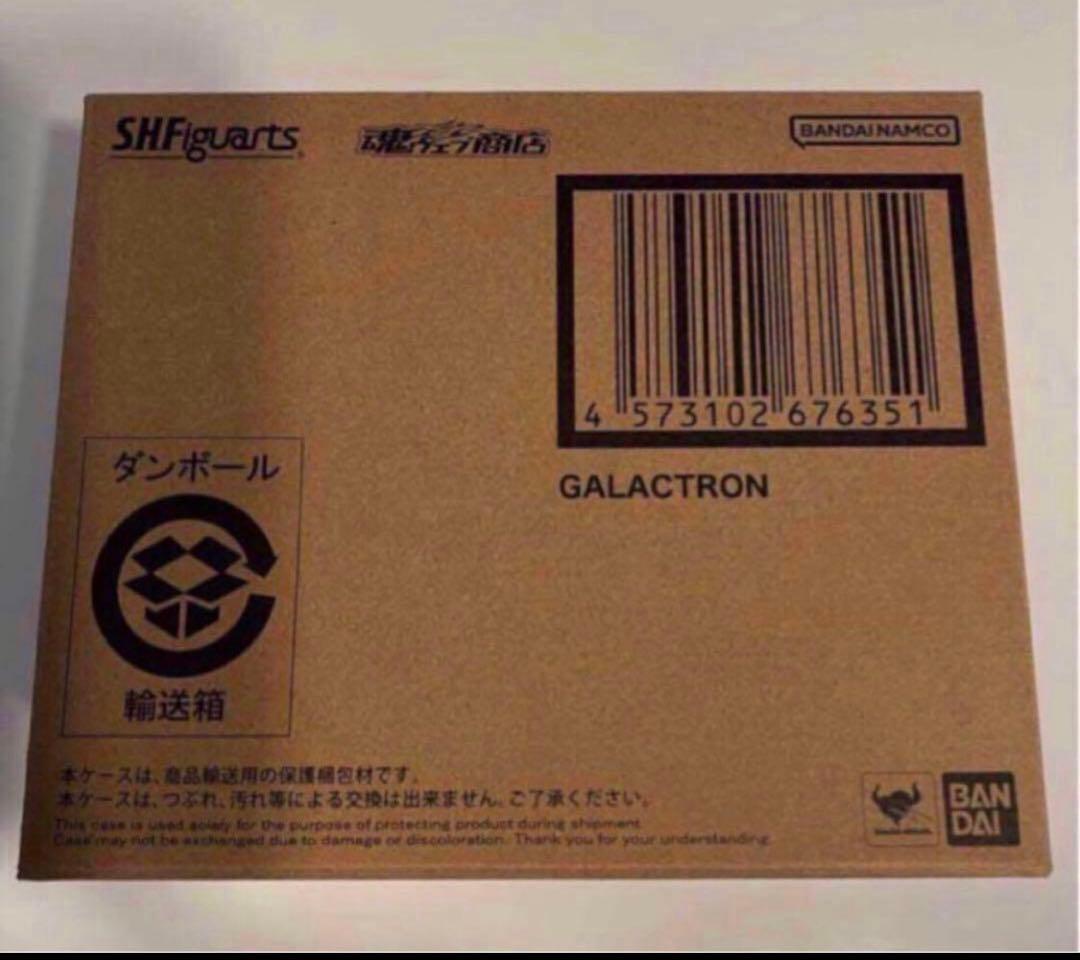 S.H.Figuarts
魂ウェブ商店
BANDAI NAMCO
4 573102 676351
GALACTRON
ダンボール
輸送箱
本ケースは、商品輸送用の保護梱包材です。
本ケースは、つぶれ、汚れ等による交換は出来ません。ご了承ください。
This case is used solely for the purpose of protecting product during shipment.
Case may not be exchanged due to damage or discoloration. Thank you for your understanding.
BAN
DAI